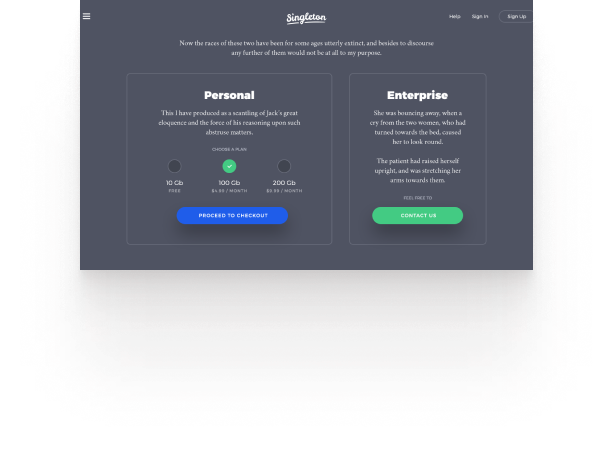 Singleton
Help
Sign In
Sign Up
Now the races of these two have been for some ages utterly extinct, and besides to discourse
any further of them would not be at all to my purpose.
Personal
This I have produced as a scantling of Jack's great
eloquence and the force of his reasoning upon such
abstruse matters.
CHOOSE A PLAN
10 Gb
FREE
100 Gb
$4.99 / MONTH
200 Gb
$9.99 / MONTH
PROCEED TO CHECKOUT
Enterprise
She was bouncing away, when a
cry from the two women, who had
turned towards the bed, caused
her to look round.
The patient had raised herself
upright, and was stretching her
arms towards them.
FEEL FREE TO
CONTACT US